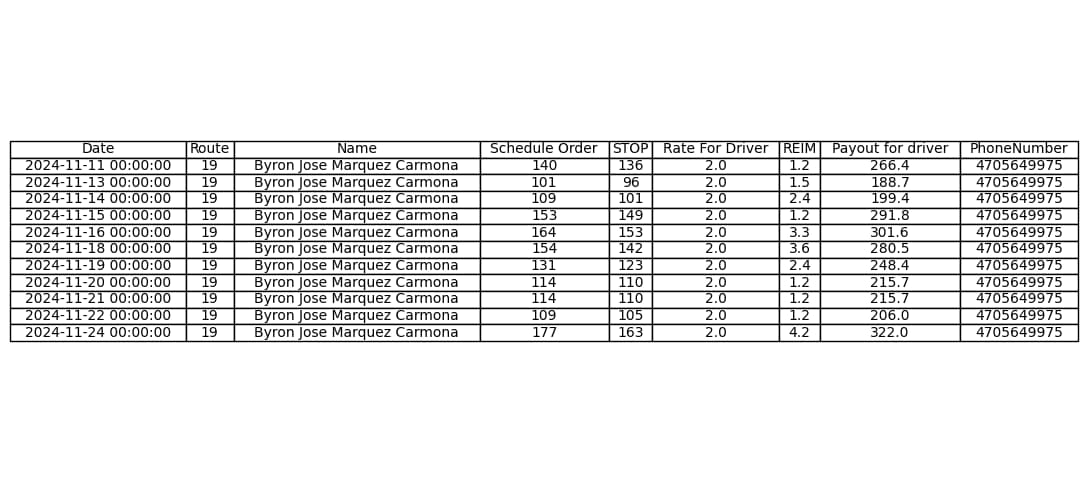 Date Route Name Schedule Order STOP Rate For Driver REIM Payout for driver PhoneNumber
2024-11-11 00:00:00 19 Byron Jose Marquez Carmona 140 136 2.0 1.2 266.4 4705649975
2024-11-13 00:00:00 19 Byron Jose Marquez Carmona 101 96 2.0 1.5 188.7 4705649975
2024-11-14 00:00:00 19 Byron Jose Marquez Carmona 109 101 2.0 2.4 199.4 4705649975
2024-11-15 00:00:00 19 Byron Jose Marquez Carmona 153 149 2.0 1.2 291.8 4705649975
2024-11-16 00:00:00 19 Byron Jose Marquez Carmona 164 153 2.0 3.3 301.6 4705649975
2024-11-18 00:00:00 19 Byron Jose Marquez Carmona 154 142 2.0 3.6 280.5 4705649975
2024-11-19 00:00:00 19 Byron Jose Marquez Carmona 131 123 2.0 2.4 248.4 4705649975
2024-11-20 00:00:00 19 Byron Jose Marquez Carmona 114 110 2.0 1.2 215.7 4705649975
2024-11-21 00:00:00 19 Byron Jose Marquez Carmona 114 110 2.0 1.2 215.7 4705649975
2024-11-22 00:00:00 19 Byron Jose Marquez Carmona 109 105 2.0 1.2 206.0 4705649975
2024-11-24 00:00:00 19 Byron Jose Marquez Carmona 177 163 2.0 4.2 322.0 4705649975